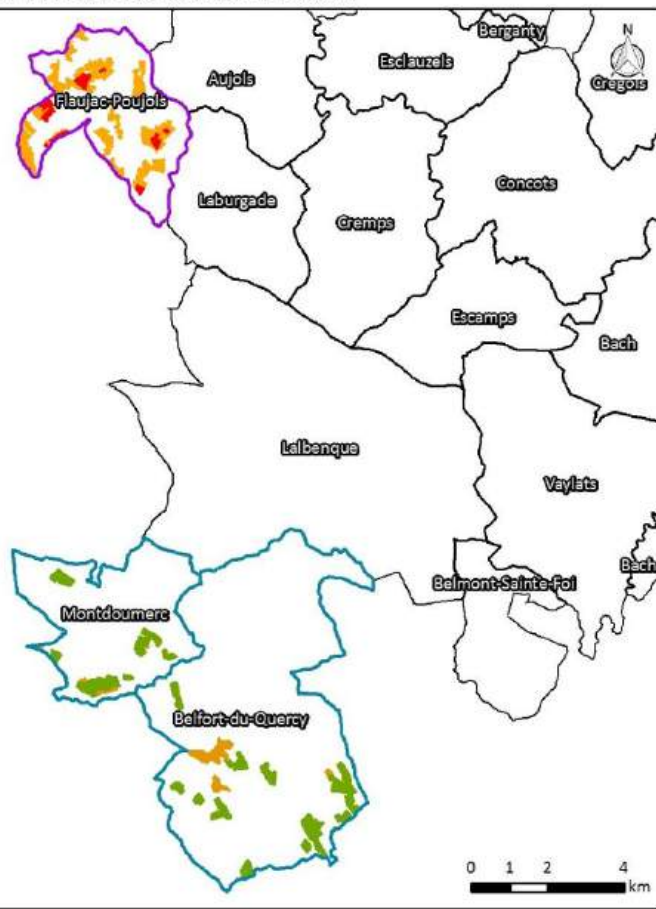 Berganty
N
Esclauzels
Aujols
Crégols
Flaujac-Poujols
Concots
Laburgade
Cremps
Escamps
Bach
Lalbenque
Vaylats
Bach
Belmont-Sainte-Foi
Montdoumerc
Belfort-du-Quercy
0 1 2 4
km